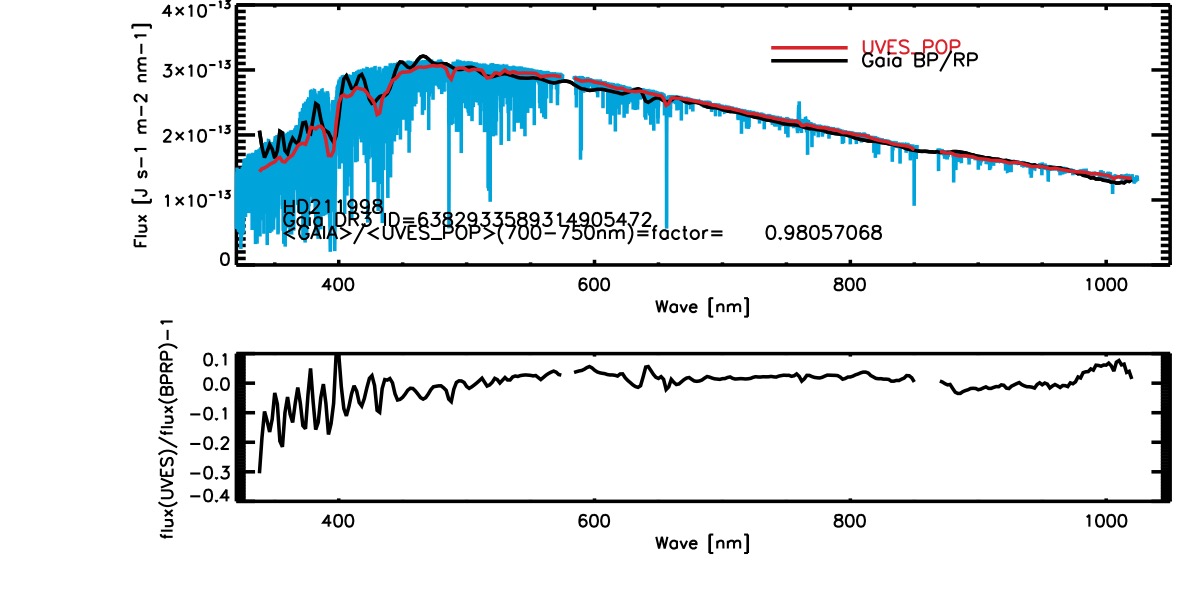 4×10−13
3×10−13
2×10−13
1×10−13
0
Flux [J s−1 m−2 nm−1]
UVES_POP
Gaia BP/RP
HD211998
Gaia DR3 ID=6382933589314905472
<GAIA>/<UVES_POP>(700−750nm)=factor= 0.98057068
400 600 800 1000
Wave [nm]
0.1
0.0
−0.1
−0.2
−0.3
−0.4
flux(UVES)/flux(BPRP)−1
400 600 800 1000
Wave [nm]